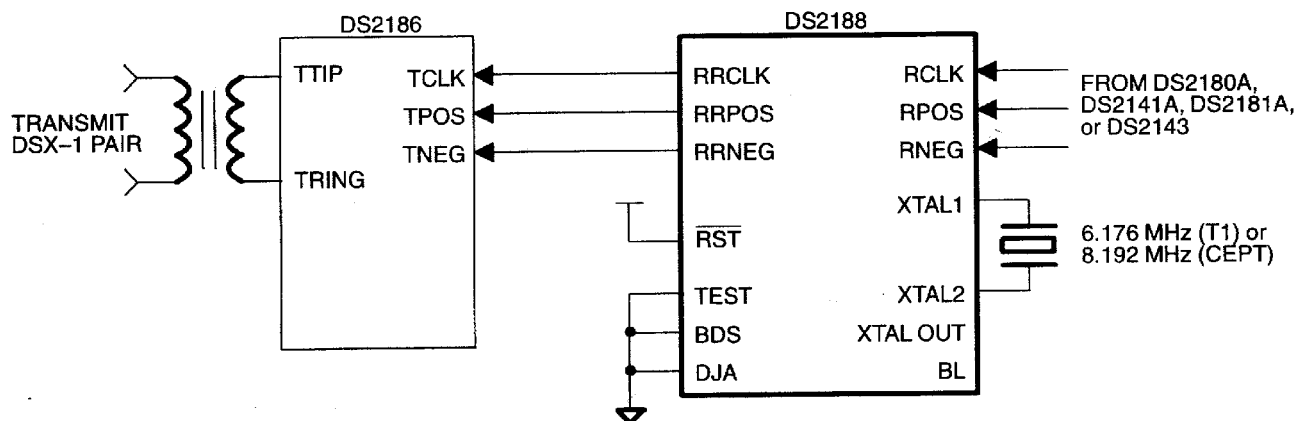 DS2186
DS2188
TTIP
TCLK
RRCLK
RCLK
FROM DS2180A,
DS2141A, DS2181A,
or DS2143
TRANSMIT
DSX–1 PAIR
TPOS
RRPOS
RPOS
TNEG
RRNEG
RNEG
TRING
XTAL1
RST
6.176 MHz (T1) or
8.192 MHz (CEPT)
TEST
XTAL2
BDS
XTAL OUT
DJA
BL